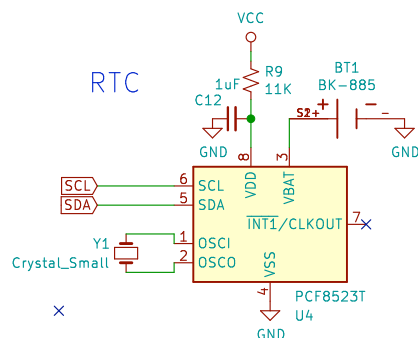 VCC
RTC
R9
11K
1uF
C12
BT1
BK-885
+
-
-
GND
GND
8
3
VDD
VBAT
SCL
6
SCL
SDA
5
SDA
INT1/CLKOUT
7
Y1
Crystal_Small
1
OSCI
2
OSCO
VSS
4
PCF8523T
U4
GND